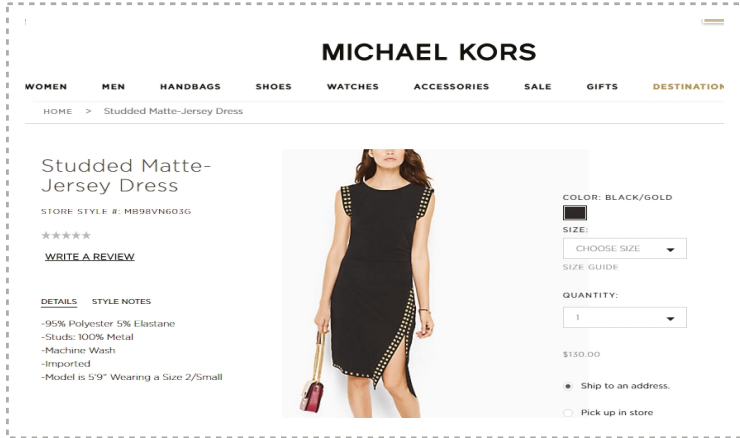 MICHAEL KORS
WOMEN MEN HANDBAGS SHOES WATCHES ACCESSORIES SALE GIFTS DESTINATION
HOME > Studded Matte-Jersey Dress
Studded Matte-
Jersey Dress
STORE STYLE #: MB98VN603G
WRITE A REVIEW
DETAILS STYLE NOTES
-95% Polyester 5% Elastane
-Studs: 100% Metal
-Machine Wash
-Imported
-Model is 5'9" Wearing a Size 2/Small
COLOR: BLACK/GOLD
SIZE:
CHOOSE SIZE
SIZE GUIDE
QUANTITY:
1
$130.00
Ship to an address.
Pick up in store